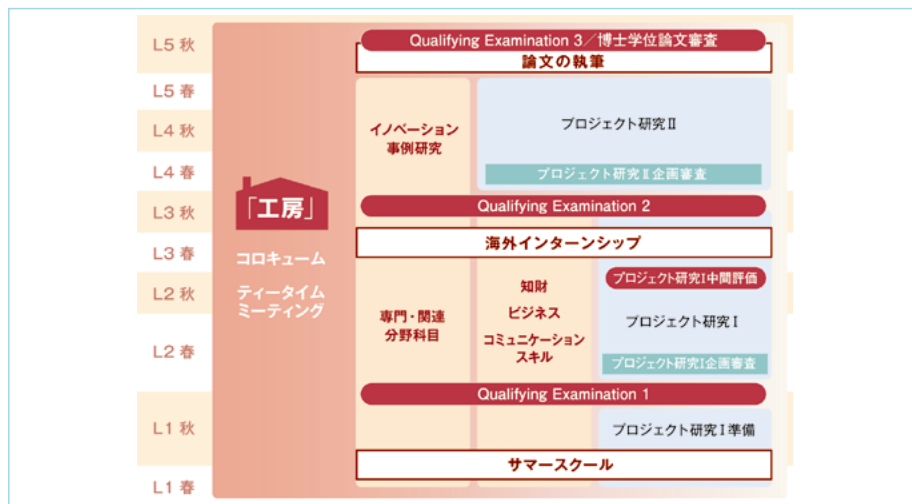 L5 秋
Qualifying Examination 3／博士学位論文審査
論文の執筆
L5 春
L4 秋
L4 春
イノベーション
事例研究
プロジェクト研究Ⅱ
プロジェクト研究Ⅱ企画審査
「工房」
コロキューム
ティータイム
ミーティング
L3 秋
Qualifying Examination 2
L3 春
海外インターンシップ
L2 秋
L2 春
専門・関連
分野科目
知財
ビジネス
コミュニケーション
スキル
プロジェクト研究Ⅰ中間評価
プロジェクト研究Ⅰ
プロジェクト研究Ⅰ企画審査
Qualifying Examination 1
L1 秋
プロジェクト研究Ⅰ準備
サマースクール
L1 春